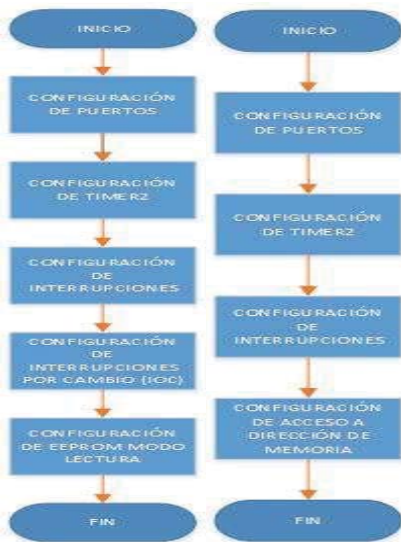 INICIO
CONFIGURACIÓN
DE PUERTOS
CONFIGURACIÓN
DE TIMER2
CONFIGURACIÓN
DE
INTERRUPCIONES
CONFIGURACIÓN
DE
INTERRUPCIONES
POR CAMBIO (IOC)
CONFIGURACIÓN
DE EEPROM MODO
LECTURA
FIN
INICIO
CONFIGURACIÓN
DE PUERTOS
CONFIGURACIÓN
DE TIMER2
CONFIGURACIÓN
DE
INTERRUPCIONES
CONFIGURACIÓN
DE ACCESO A
DIRECCIÓN DE
MEMORIA
FIN